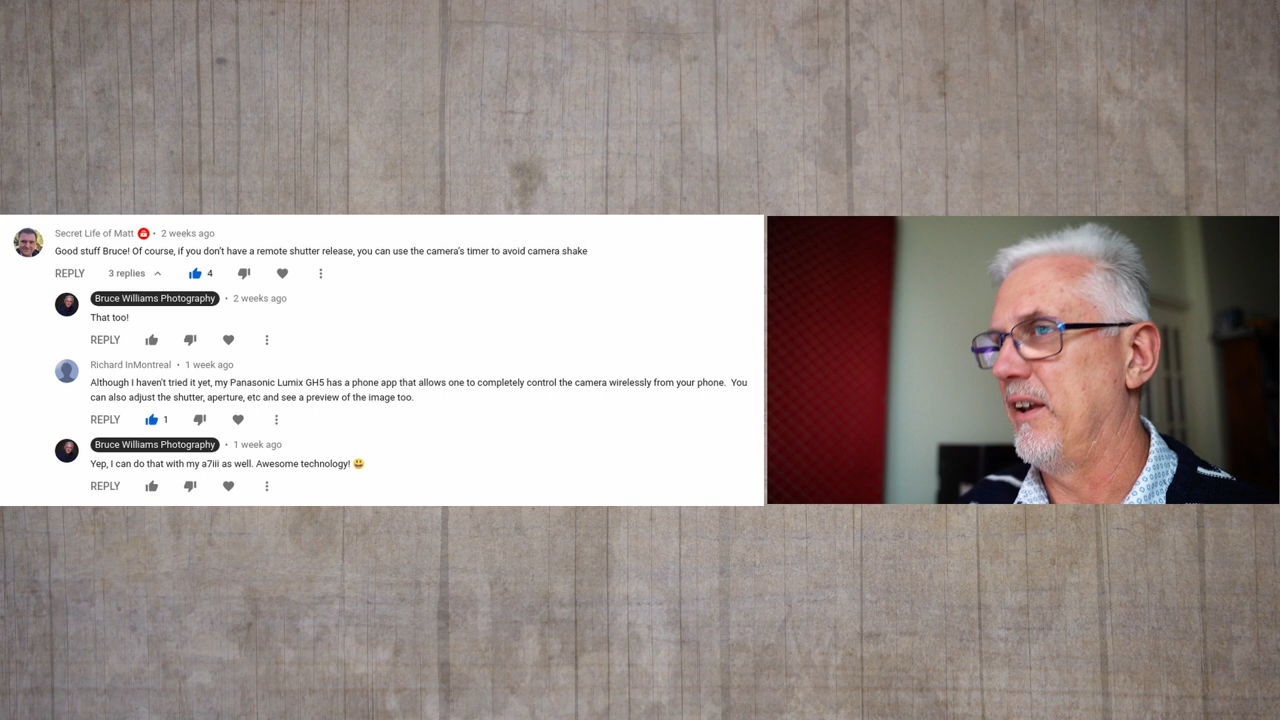 Secret Life of Matt • 2 weeks ago
Good stuff Bruce! Of course, if you don't have a remote shutter release, you can use the camera's timer to avoid camera shake
REPLY 3 replies 4
Bruce Williams Photography • 2 weeks ago
That too!
REPLY
Richard InMontreal • 1 week ago
Although I haven't tried it yet, my Panasonic Lumix GH5 has a phone app that allows one to completely control the camera wirelessly from your phone. You
can also adjust the shutter, aperture, etc and see a preview of the image too.
REPLY 1
Bruce Williams Photography • 1 week ago
Yep, I can do that with my a7iii as well. Awesome technology! 😃
REPLY